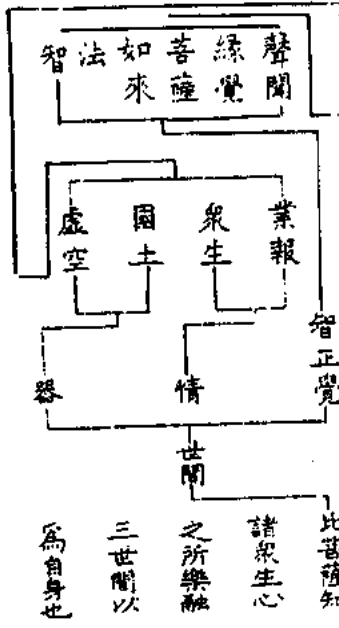 聲聞
緣覺
菩薩
如來
法
智
業報
衆生
國土
虛空
智正覺
情
器
世間
此菩薩知
諸衆生心
之所樂融
三世間以
爲自身也